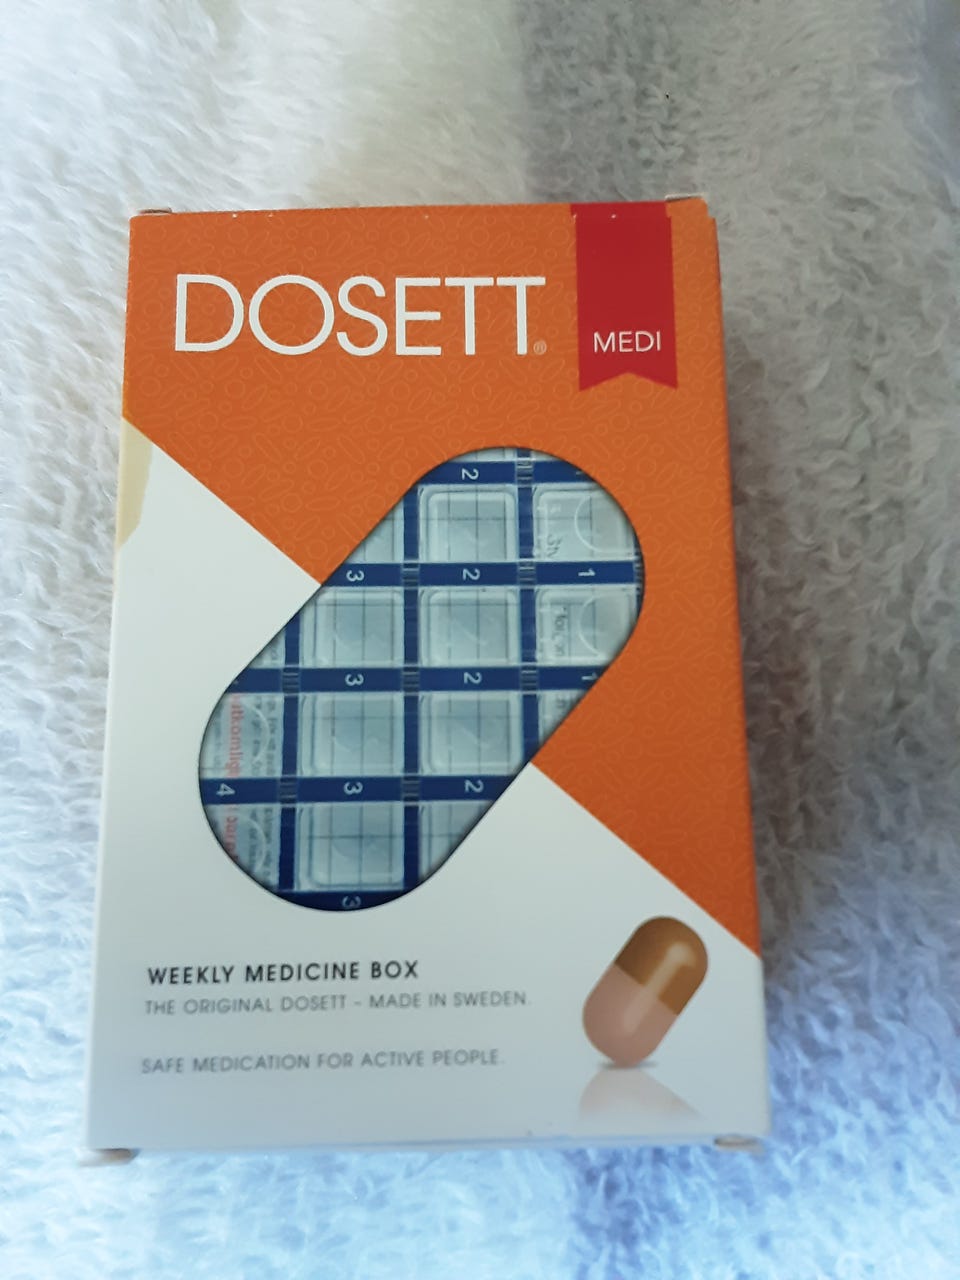 DOSETT®
MEDI
2
3 2 1
3 2 1
4 3 2
3
WEEKLY MEDICINE BOX
THE ORIGINAL DOSETT – MADE IN SWEDEN.
SAFE MEDICATION FOR ACTIVE PEOPLE.